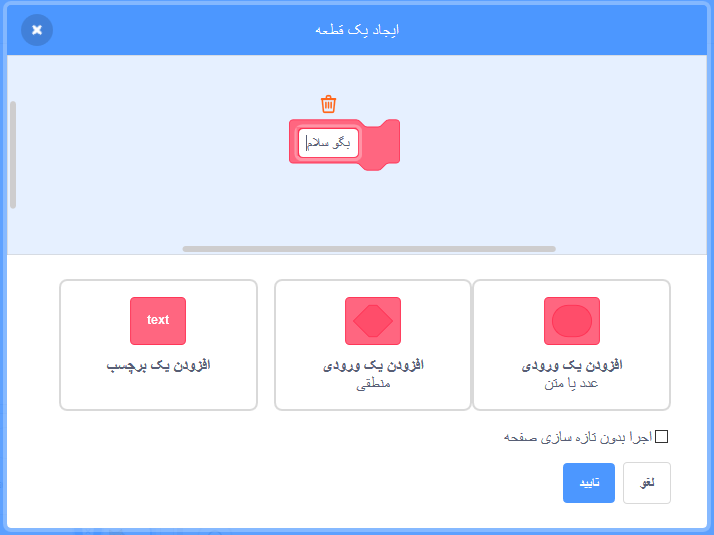 ایجاد یک قطعه
بگو سلام
افزودن یک ورودی
عدد یا متن
افزودن یک ورودی
منطقی
text
افزودن یک برچسب
اجرا بدون تازه سازی صفحه
لغو
تایید